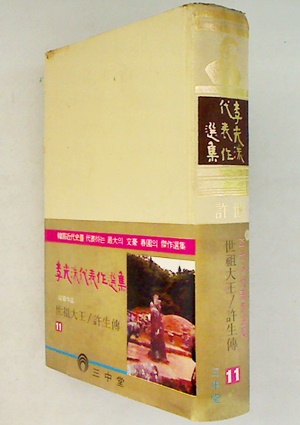 韓國近代史를 代表하는 最大의 文豪 春園의 傑作選集
李光洙代表作選集
世祖大王/許生傳
11
三中堂
李光洙
代表作
選集
世祖大王/許生傳
11
三中堂